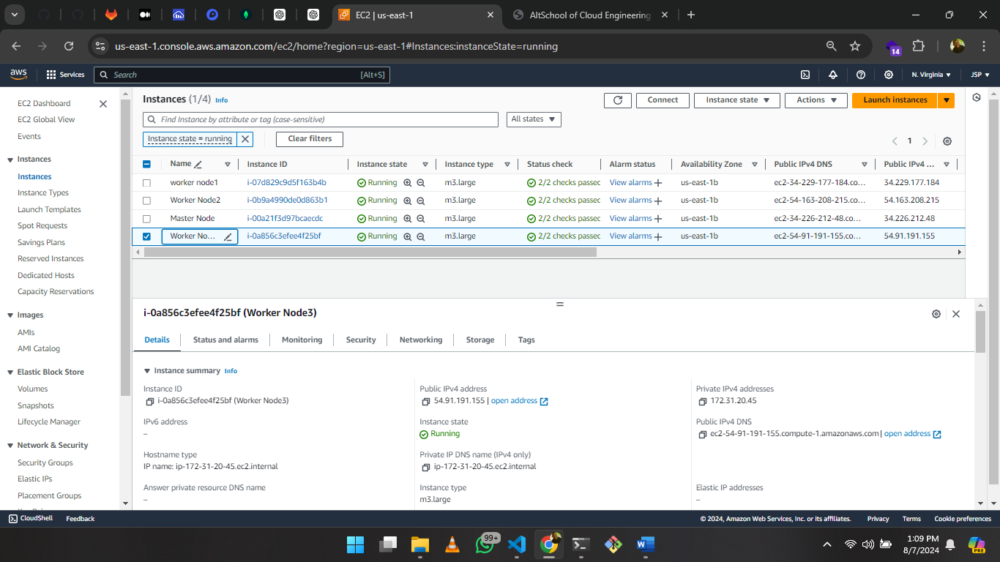 EC2 | us-east-1
AltSchool of Cloud Engineering
us-east-1.console.aws.amazon.com/ec2/home?region=us-east-1#Instances:instanceState=running
14
aws
Services
Search
[Alt+S]
N. Virginia
JSP
EC2 Dashboard
EC2 Global View
Events
Instances
Instances
Instance Types
Launch Templates
Spot Requests
Savings Plans
Reserved Instances
Dedicated Hosts
Capacity Reservations
Images
AMIs
AMI Catalog
Elastic Block Store
Volumes
Snapshots
Lifecycle Manager
Network & Security
Security Groups
Elastic IPs
Placement Groups
Instances (1/4) Info
Connect
Instance state
Actions
Launch instances
Find Instance by attribute or tag (case-sensitive)
All states
Instance state = running
Clear filters
1
Name Instance ID Instance state Instance type Status check Alarm status Availability Zone Public IPv4 DNS Public IPv4 ...
worker node1 i-07d829c9d5f163b4b Running m3.large 2/2 checks passed View alarms us-east-1b ec2-34-229-177-184.co... 34.229.177.184
Worker Node2 i-0b9a4990de0d863b1 Running m3.large 2/2 checks passed View alarms us-east-1b ec2-54-163-208-215.co... 54.163.208.215
Master Node i-00a21f3d97bcaecdc Running m3.large 2/2 checks passed View alarms us-east-1b ec2-34-226-212-48.co... 34.226.212.48
Worker No... i-0a856c3efee4f25bf Running m3.large 2/2 checks passed View alarms us-east-1b ec2-54-91-191-155.co... 54.91.191.155
i-0a856c3efee4f25bf (Worker Node3)
Details
Status and alarms
Monitoring
Security
Networking
Storage
Tags
Instance summary Info
Instance ID
i-0a856c3efee4f25bf (Worker Node3)
Public IPv4 address
54.91.191.155 | open address
Private IPv4 addresses
172.31.20.45
IPv6 address
–
Instance state
Running
Public IPv4 DNS
ec2-54-91-191-155.compute-1.amazonaws.com | open address
Hostname type
IP name: ip-172-31-20-45.ec2.internal
Private IP DNS name (IPv4 only)
ip-172-31-20-45.ec2.internal
Answer private resource DNS name
–
Instance type
m3.large
Elastic IP addresses
–
CloudShell
Feedback
© 2024, Amazon Web Services, Inc. or its affiliates.
Privacy
Terms
Cookie preferences
99+
1:09 PM
8/7/2024
PRE